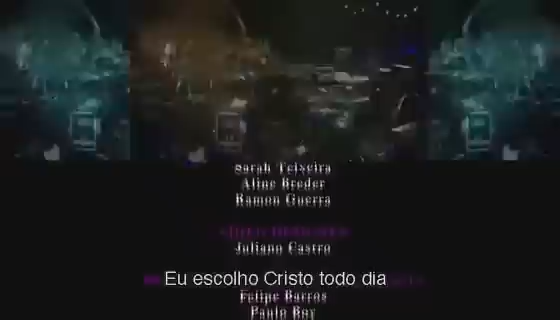 Sarah Teixeira
Aline Breder
Ramon Guerra
Juliano Castro
Eu escolho Cristo todo dia
Felipe Barros
Paulo Roy